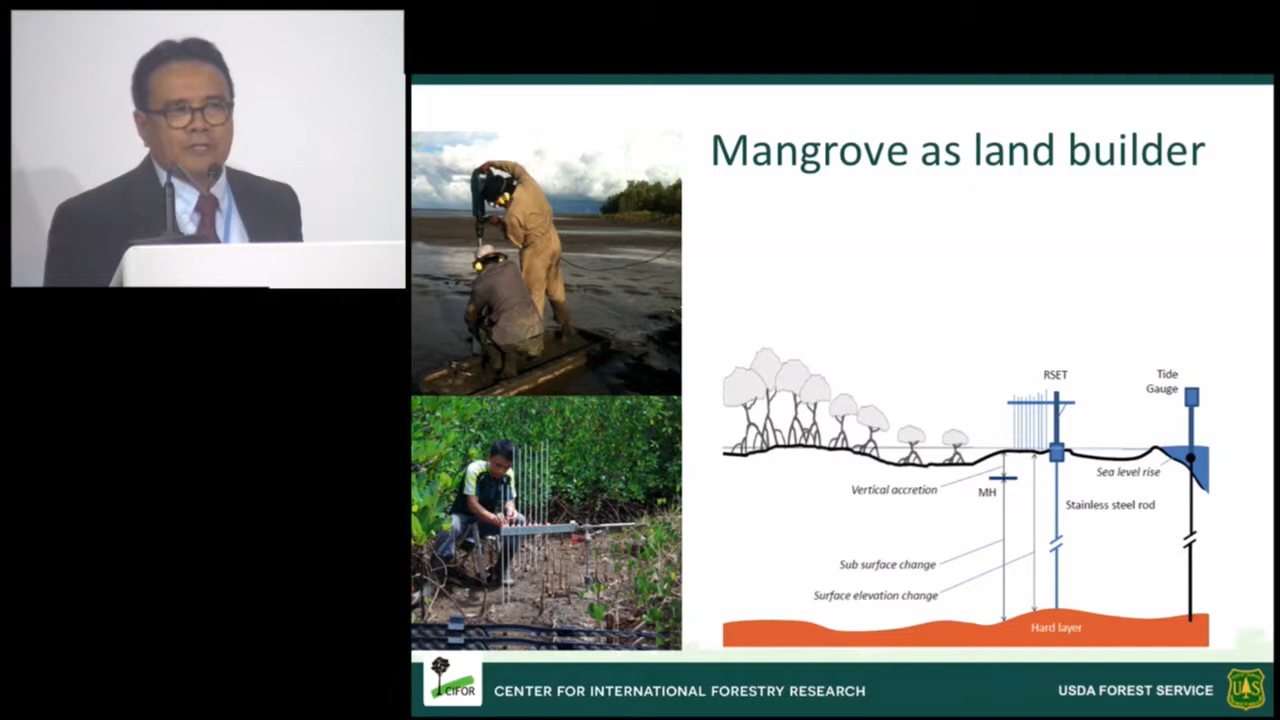 Mangrove as land builder
RSET
Tide
Gauge
Sea level rise
Vertical accretion
MH
Stainless steel rod
Sub surface change
Surface elevation change
Hard layer
CIFOR
CENTER FOR INTERNATIONAL FORESTRY RESEARCH
USDA FOREST SERVICE
UAS